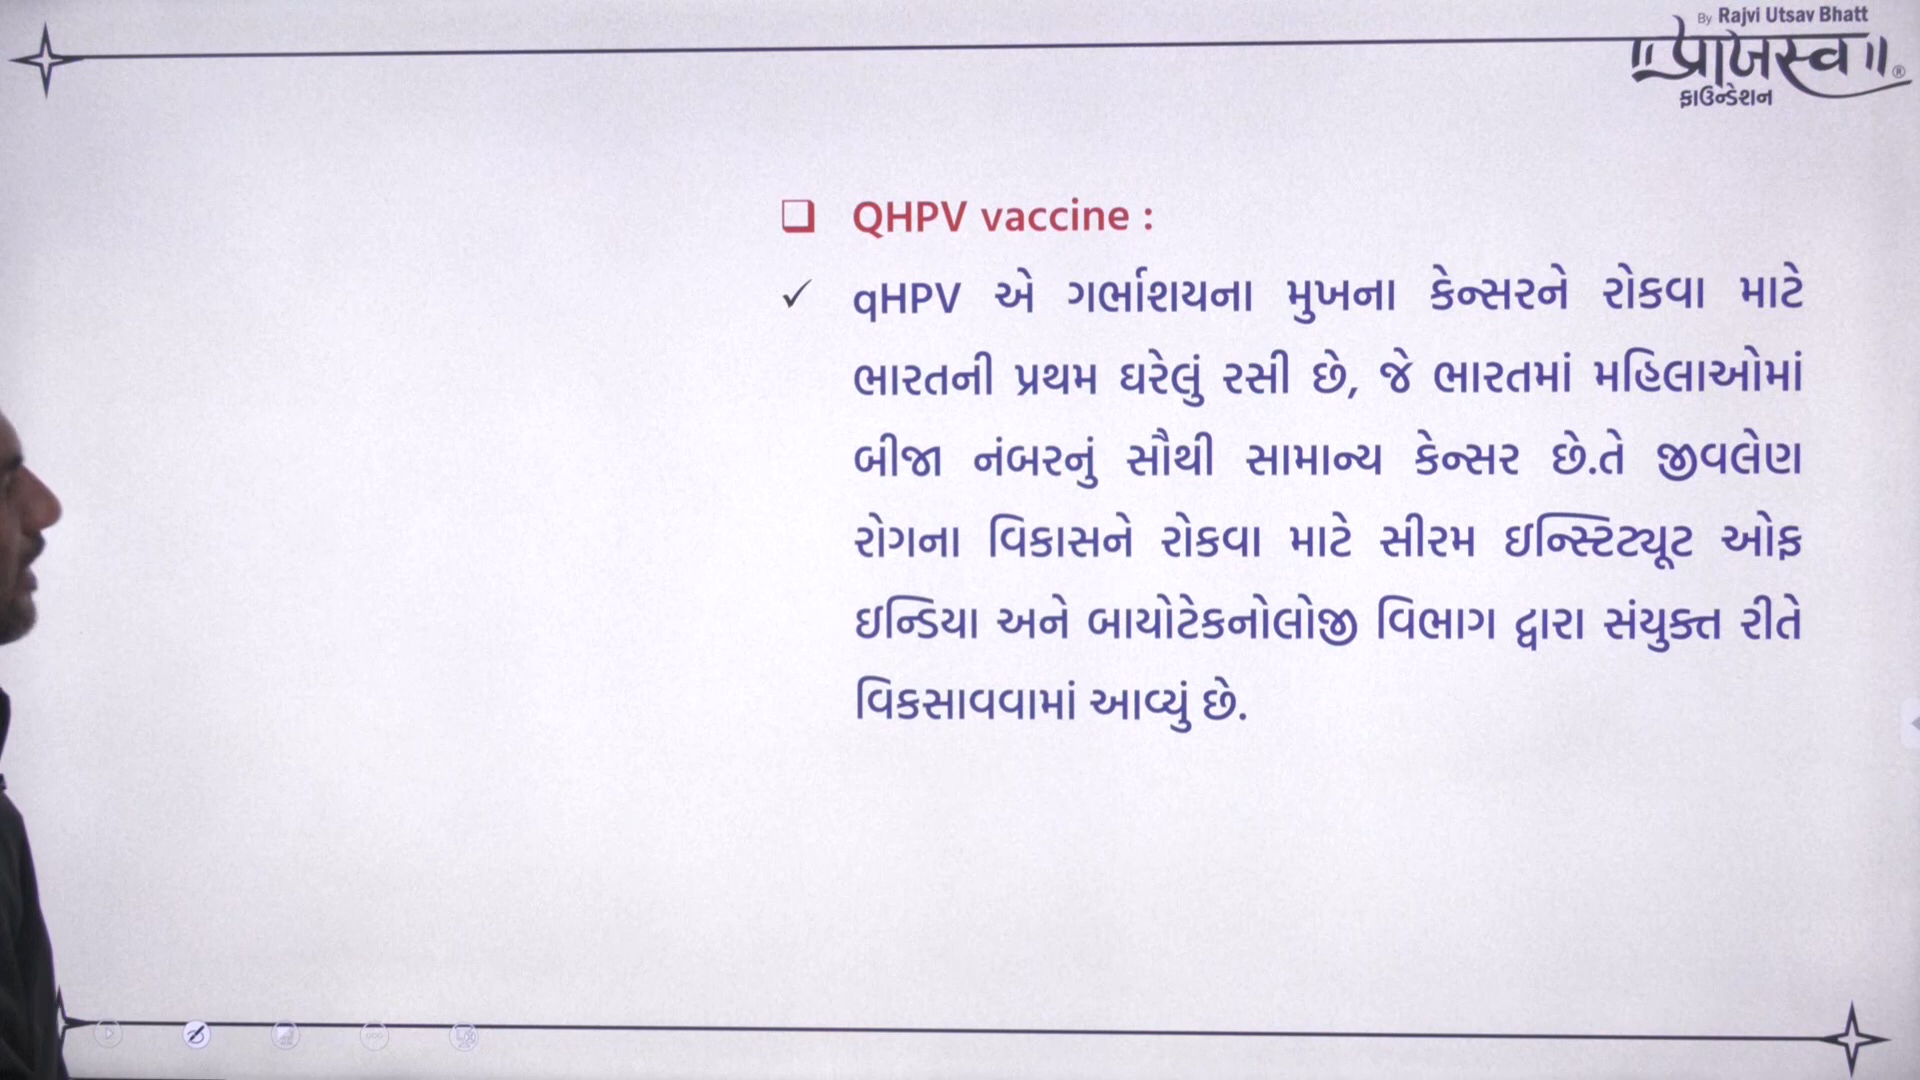 By Rajvi Utsav Bhatt
॥प्राजस्व॥®
ફાઉન્ડેશન
QHPV vaccine :
qHPV એ ગર્ભાશયના મુખના કેન્સરને રોકવા માટે
ભારતની પ્રથમ ઘરેલું રસી છે, જે ભારતમાં મહિલાઓમાં
બીજા નંબરનું સૌથી સામાન્ય કેન્સર છે.તે જીવલેણ
રોગના વિકાસને રોકવા માટે સીરમ ઇન્સ્ટિટ્યૂટ ઓફ
ઇન્ડિયા અને બાયોટેકનોલોજી વિભાગ દ્વારા સંયુક્ત રીતે
વિકસાવવામાં આવ્યું છે.